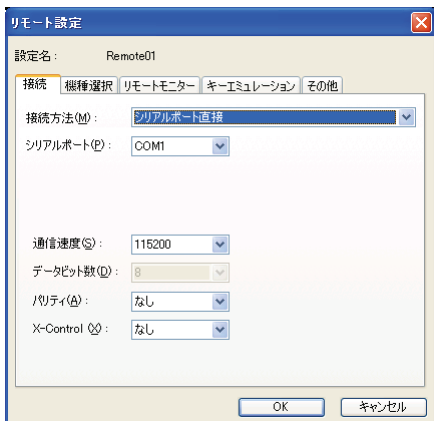 リモート設定
設定名： Remote01
接続 機種選択 リモートモニター キーエミュレーション その他
接続方法(M)： シリアルポート直接
シリアルポート(P)： COM1
通信速度(S)： 115200
データビット数(D)： 8
パリティ(A)： なし
X-Control (X)： なし
OK キャンセル